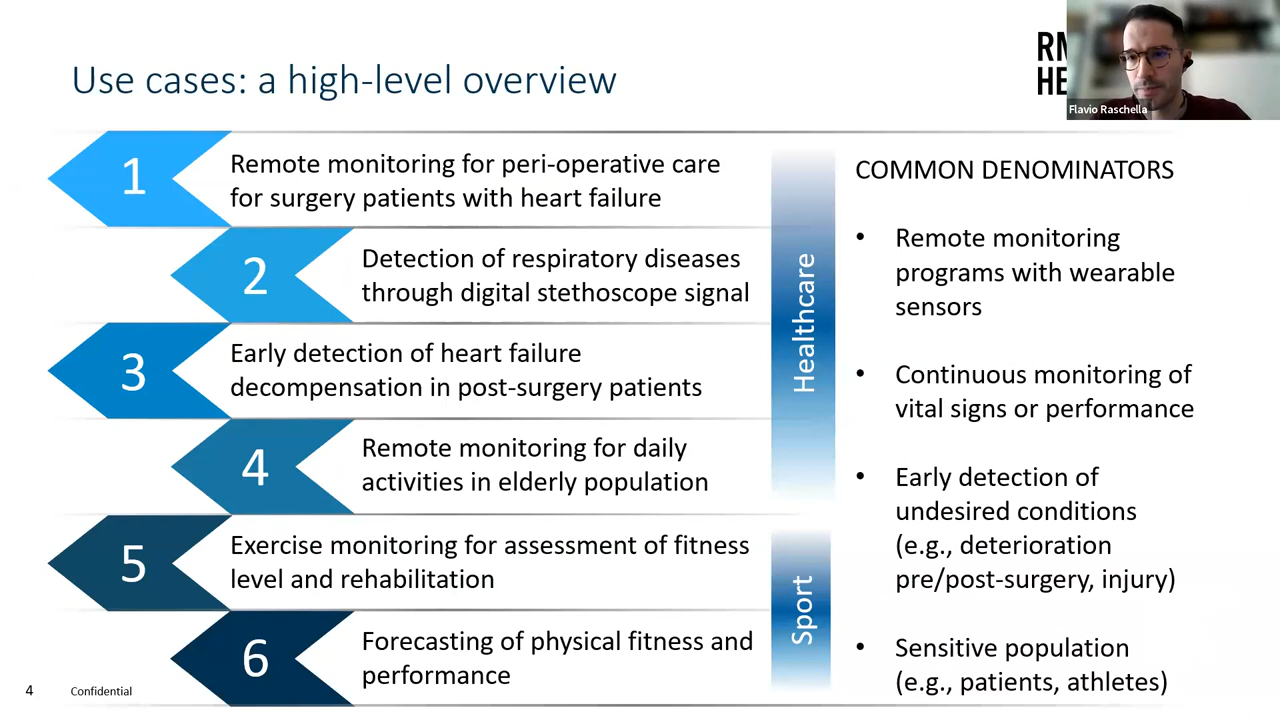 Use cases: a high-level overview
RM
HE
Flavio Raschella
1
Remote monitoring for peri-operative care
for surgery patients with heart failure
2
Detection of respiratory diseases
through digital stethoscope signal
3
Early detection of heart failure
decompensation in post-surgery patients
4
Remote monitoring for daily
activities in elderly population
5
Exercise monitoring for assessment of fitness
level and rehabilitation
6
Forecasting of physical fitness and
performance
Healthcare
Sport
COMMON DENOMINATORS
• Remote monitoring
programs with wearable
sensors
• Continuous monitoring of
vital signs or performance
• Early detection of
undesired conditions
(e.g., deterioration
pre/post-surgery, injury)
• Sensitive population
(e.g., patients, athletes)
4
Confidential